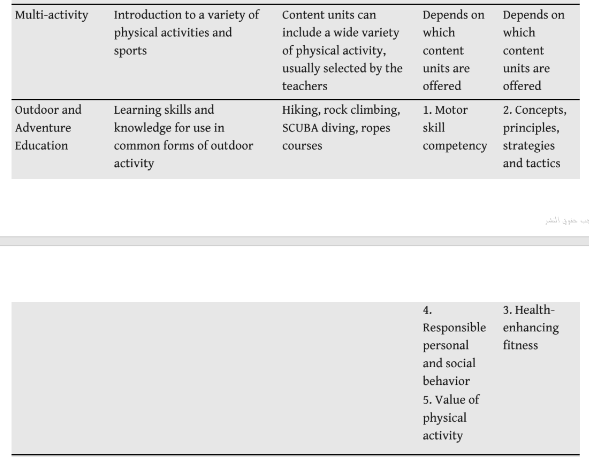 Multi-activity
Introduction to a variety of
physical activities and
sports
Content units can
include a wide variety
of physical activity,
usually selected by the
teachers
Depends on
which
content
units are
offered
Depends on
which
content
units are
offered
Outdoor and
Adventure
Education
Learning skills and
knowledge for use in
common forms of outdoor
activity
Hiking, rock climbing,
SCUBA diving, ropes
courses
1. Motor
skill
competency
2. Concepts,
principles,
strategies
and tactics
حقوق النشر
4.
Responsible
personal
and social
behavior
5. Value of
physical
activity
3. Health-
enhancing
fitness